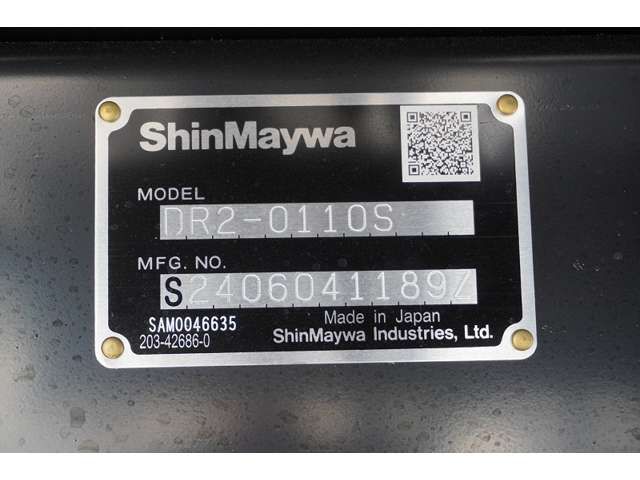 ShinMaywa
MODEL
DR2-0110S
MFG. NO.
S2406041189Z
SAM0046635
Made in Japan
203-42686-0
ShinMaywa Industries, Ltd.